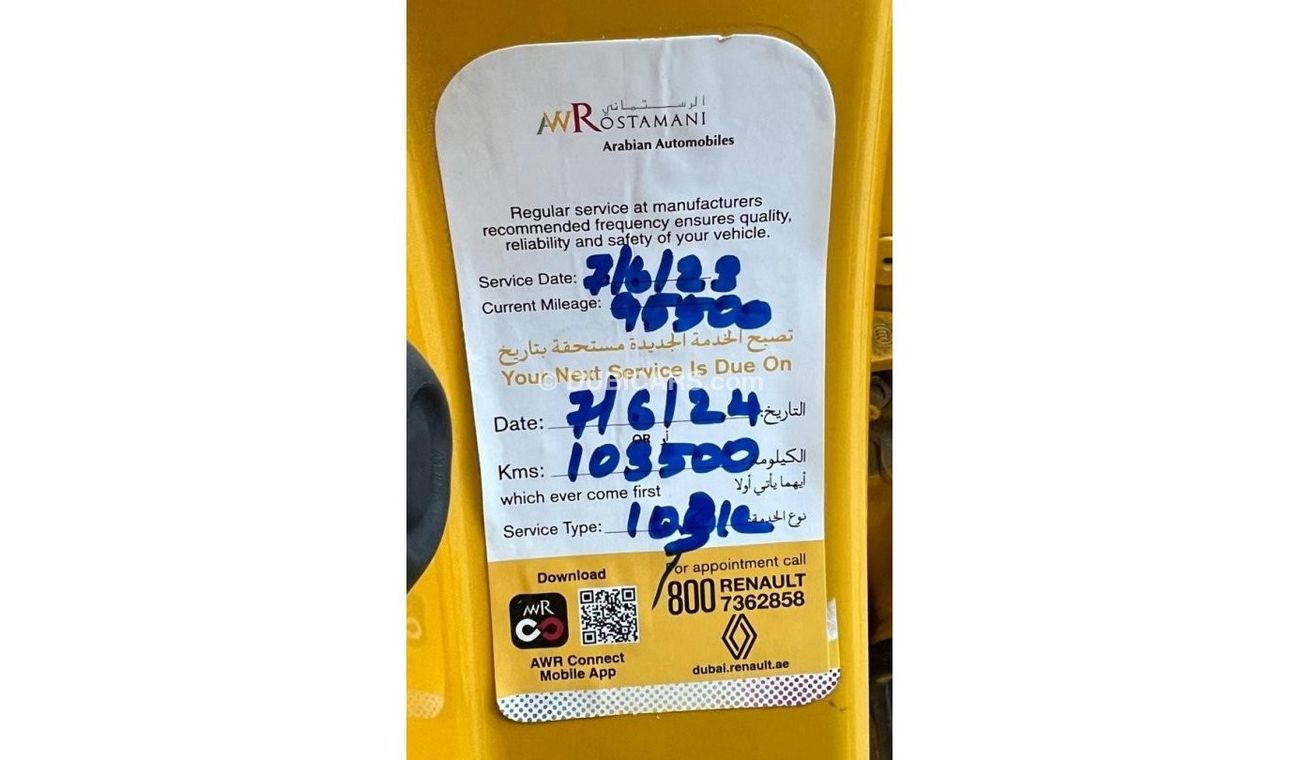 الرستماني
AWROSTAMANI
Arabian Automobiles
Regular service at manufacturers
recommended frequency ensures quality,
reliability and safety of your vehicle.
Service Date: 7/6/23
Current Mileage: 95500
تصبح الخدمة الجديدة مستحقة بتاريخ
Your Next Service Is Due On
© DUBICARS.com
Date: 7/6/24 التاريخ:
OR أو
Kms: 103500
which ever come first أيهما يأتي أولا
Service Type: نوع الخدمة:
Download
For appointment call
800 RENAULT
7362858
AWR
AWR Connect
Mobile App
dubai.renault.ae